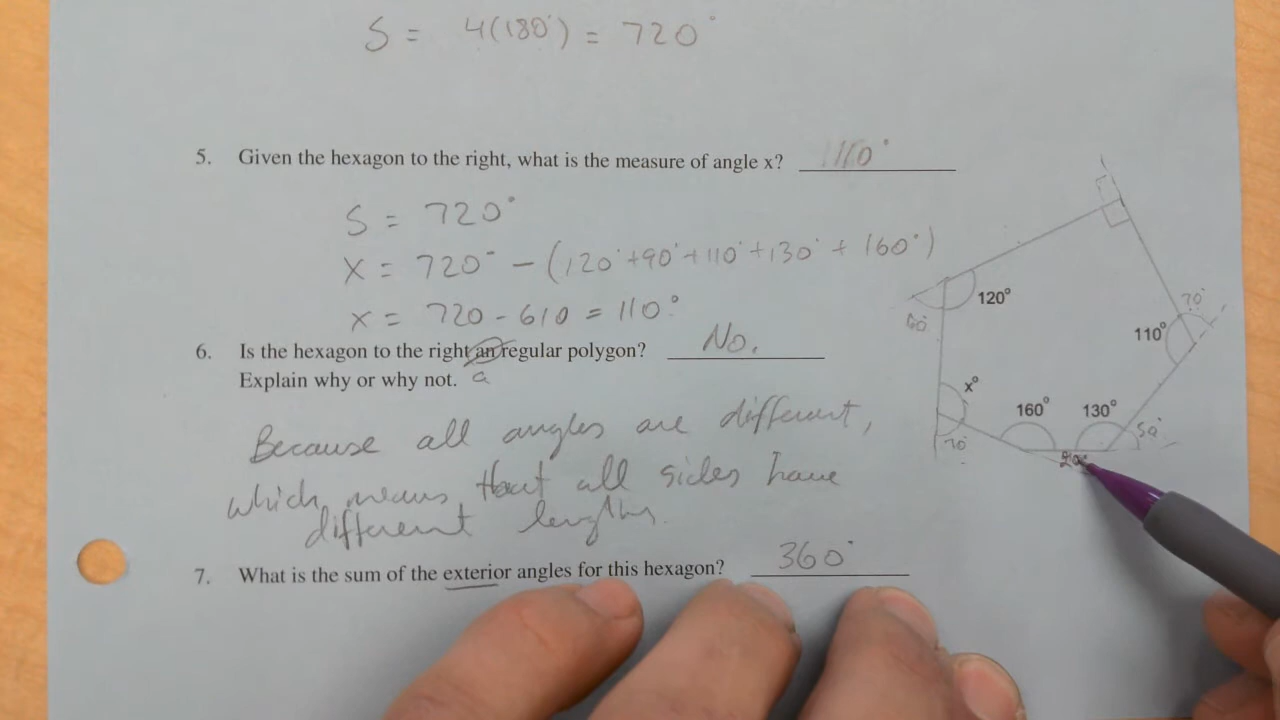 S = 4(180°) = 720°
5. Given the hexagon to the right, what is the measure of angle x? 110°
S = 720°
X = 720° - (120° + 90° + 110° + 130° + 160°)
X = 720 - 610 = 110°
6. Is the hexagon to the right an regular polygon? No.
Explain why or why not. a
Because all angles are different,
which means that all sides have
different lengths.
7. What is the sum of the exterior angles for this hexagon? 360°
120°
60°
70°
110°
x°
160°
130°
50°
70°